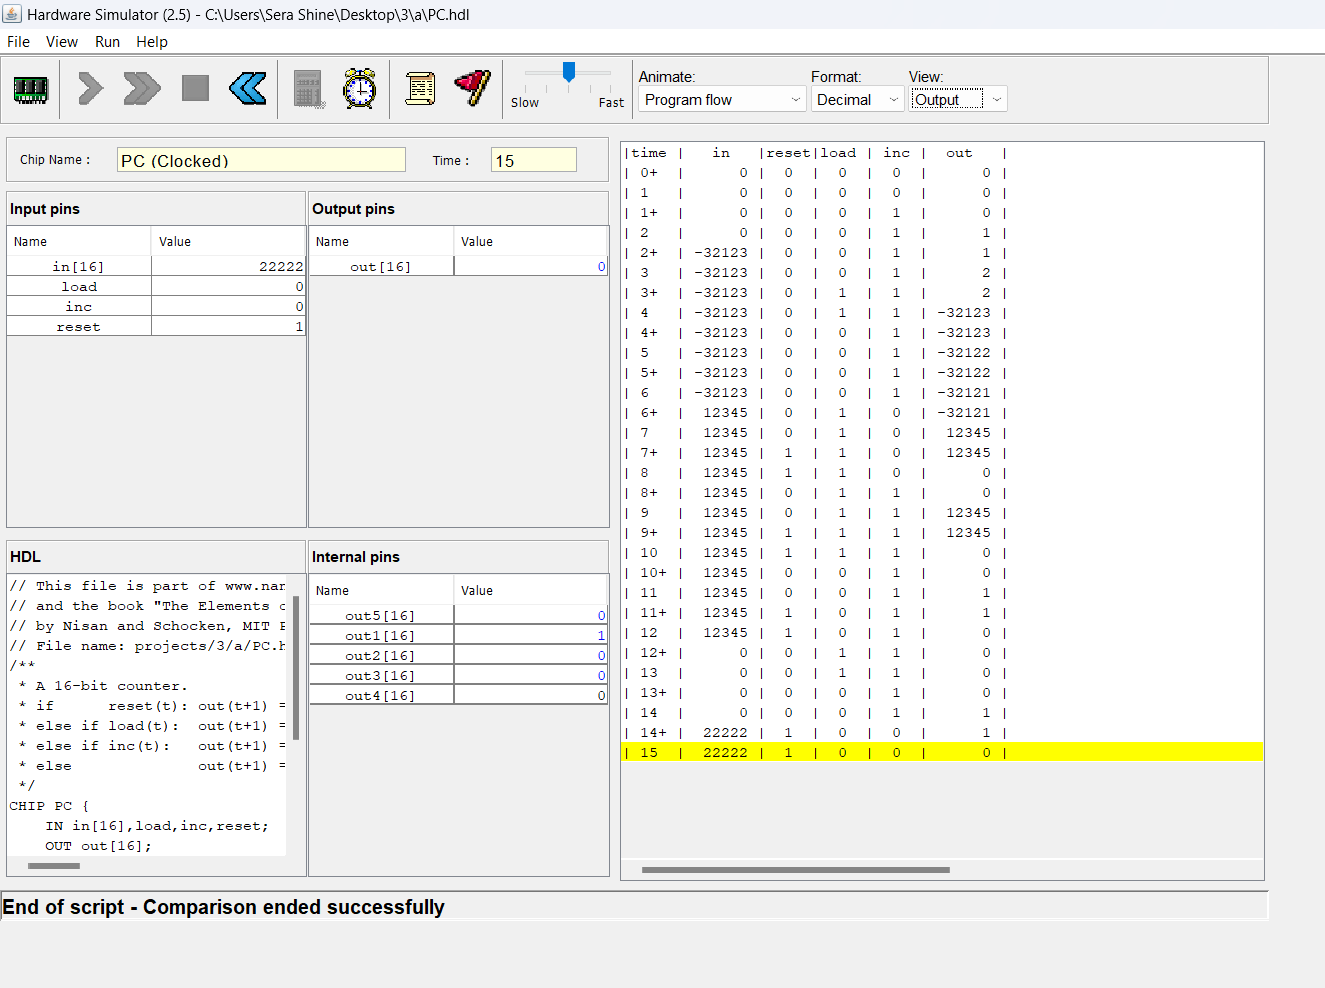 Hardware Simulator (2.5) - C:\Users\Sera Shine\Desktop\3\a\PC.hdl
File View Run Help
Slow Fast
Animate: Format: View:
Program flow Decimal Output
Chip Name : PC (Clocked) Time : 15
Input pins
Name Value
in[16] 22222
load 0
inc 0
reset 1
Output pins
Name Value
out[16] 0
HDL
// This file is part of www.nan
// and the book "The Elements o
// by Nisan and Schocken, MIT P
// File name: projects/3/a/PC.h
/**
* A 16-bit counter.
* if reset(t): out(t+1) =
* else if load(t): out(t+1) =
* else if inc(t): out(t+1) =
* else out(t+1) =
*/
CHIP PC {
IN in[16],load,inc,reset;
OUT out[16];
Internal pins
Name Value
out5[16] 0
out1[16] 1
out2[16] 0
out3[16] 0
out4[16] 0
|time | in |reset|load | inc | out |
| 0+ | 0 | 0 | 0 | 0 | 0 |
| 1 | 0 | 0 | 0 | 0 | 0 |
| 1+ | 0 | 0 | 0 | 1 | 0 |
| 2 | 0 | 0 | 0 | 1 | 1 |
| 2+ | -32123 | 0 | 0 | 1 | 1 |
| 3 | -32123 | 0 | 0 | 1 | 2 |
| 3+ | -32123 | 0 | 1 | 1 | 2 |
| 4 | -32123 | 0 | 1 | 1 | -32123 |
| 4+ | -32123 | 0 | 0 | 1 | -32123 |
| 5 | -32123 | 0 | 0 | 1 | -32122 |
| 5+ | -32123 | 0 | 0 | 1 | -32122 |
| 6 | -32123 | 0 | 0 | 1 | -32121 |
| 6+ | 12345 | 0 | 1 | 0 | -32121 |
| 7 | 12345 | 0 | 1 | 0 | 12345 |
| 7+ | 12345 | 1 | 1 | 0 | 12345 |
| 8 | 12345 | 1 | 1 | 0 | 0 |
| 8+ | 12345 | 0 | 1 | 1 | 0 |
| 9 | 12345 | 0 | 1 | 1 | 12345 |
| 9+ | 12345 | 1 | 1 | 1 | 12345 |
| 10 | 12345 | 1 | 1 | 1 | 0 |
| 10+ | 12345 | 0 | 0 | 1 | 0 |
| 11 | 12345 | 0 | 0 | 1 | 1 |
| 11+ | 12345 | 1 | 0 | 1 | 1 |
| 12 | 12345 | 1 | 0 | 1 | 0 |
| 12+ | 0 | 0 | 1 | 1 | 0 |
| 13 | 0 | 0 | 1 | 1 | 0 |
| 13+ | 0 | 0 | 0 | 1 | 0 |
| 14 | 0 | 0 | 0 | 1 | 1 |
| 14+ | 22222 | 1 | 0 | 0 | 1 |
| 15 | 22222 | 1 | 0 | 0 | 0 |
End of script - Comparison ended successfully